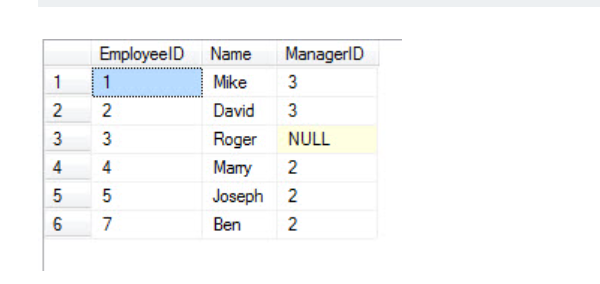 EmployeeID Name ManagerID
1 1 Mike 3
2 2 David 3
3 3 Roger NULL
4 4 Marry 2
5 5 Joseph 2
6 7 Ben 2